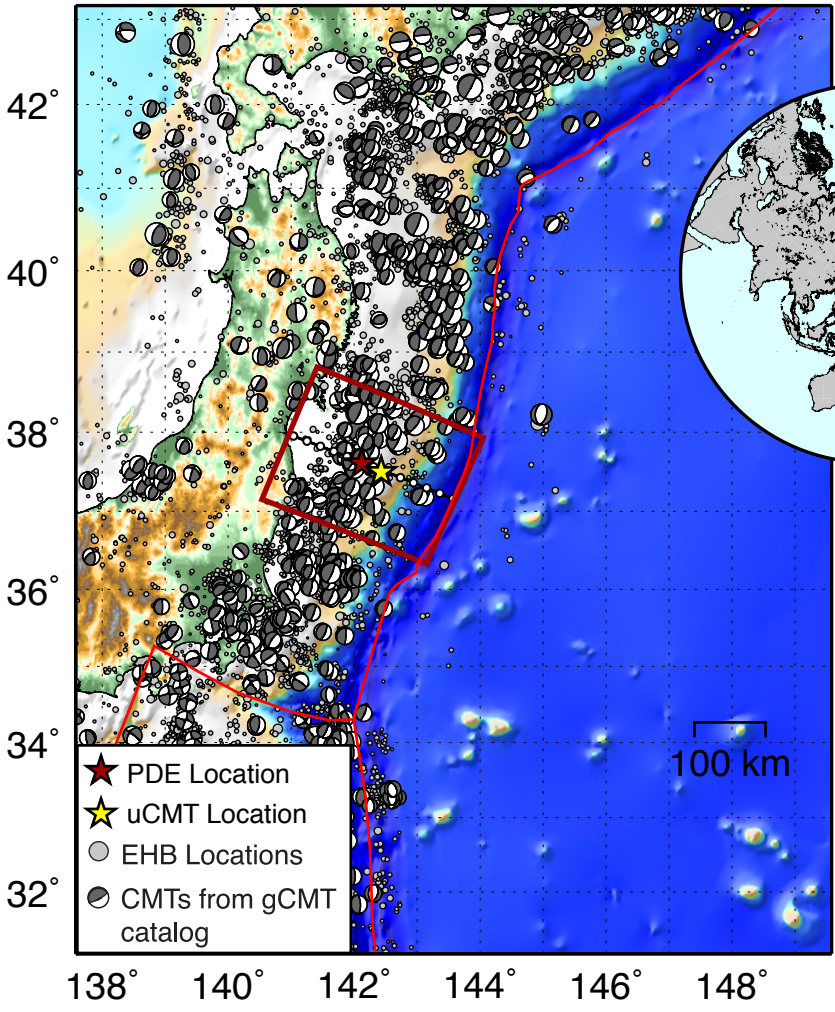 42°
40°
38°
36°
34°
32°
100 km
PDE Location
uCMT Location
EHB Locations
CMTs from gCMT
catalog
138° 140° 142° 144° 146° 148°